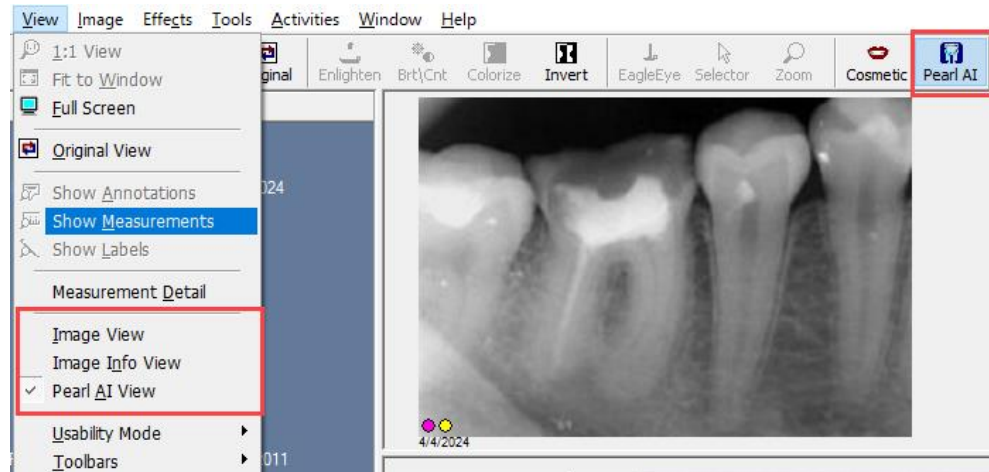 View Image Effects Tools Activities Window Help
1:1 View
Fit to Window
Full Screen
Original View
Show Annotations
Show Measurements
Show Labels
Measurement Detail
Image View
Image Info View
Pearl AI View
Usability Mode
Toolbars
ginal Enlighten Brt\Cnt Colorize Invert EagleEye Selector Zoom Cosmetic Pearl AI
024
011
4/4/2024